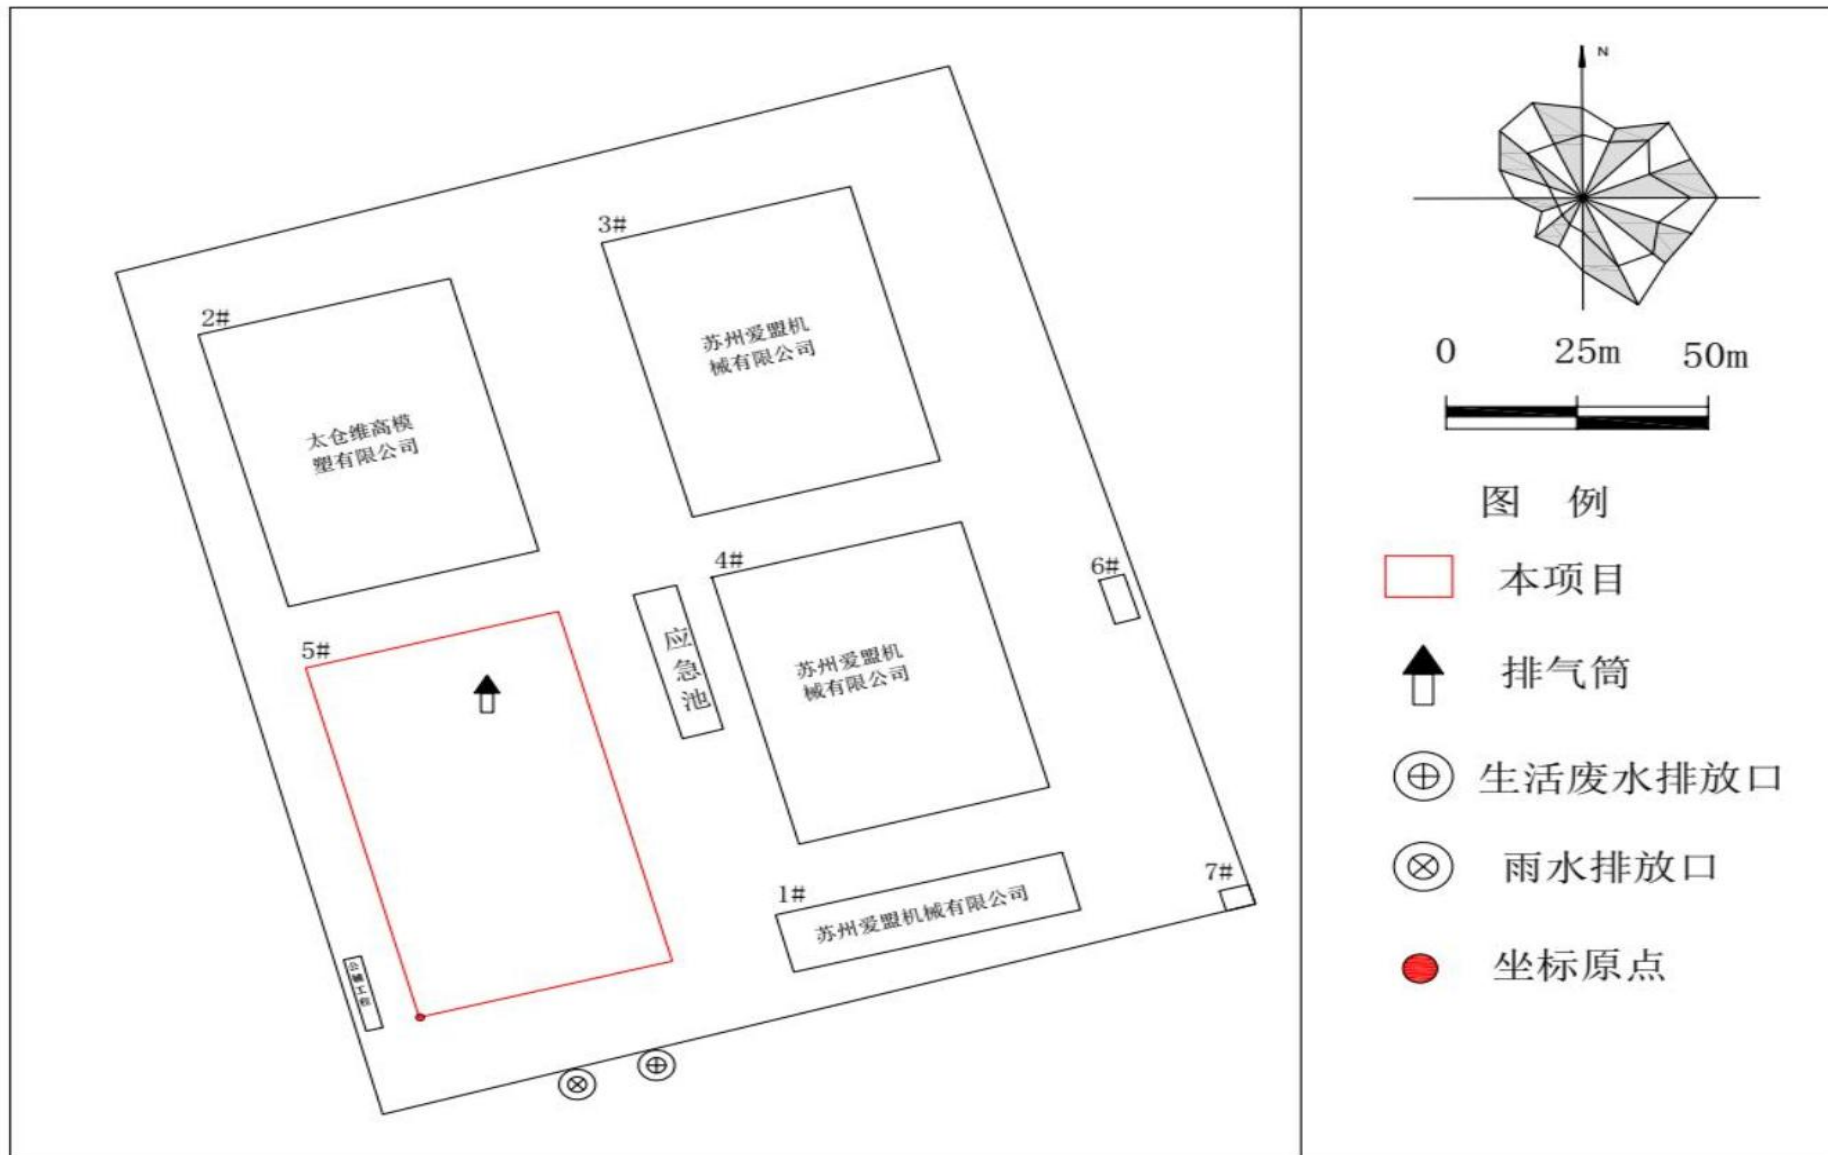 N
3#
2#
苏州爱盟机
械有限公司
0 25m 50m
太仓维高模
塑有限公司
图 例
4#
6#
本项目
5#
应急池
苏州爱盟机
械有限公司
排气筒
生活废水排放口
7#
1#
苏州爱盟机械有限公司
雨水排放口
坐标原点